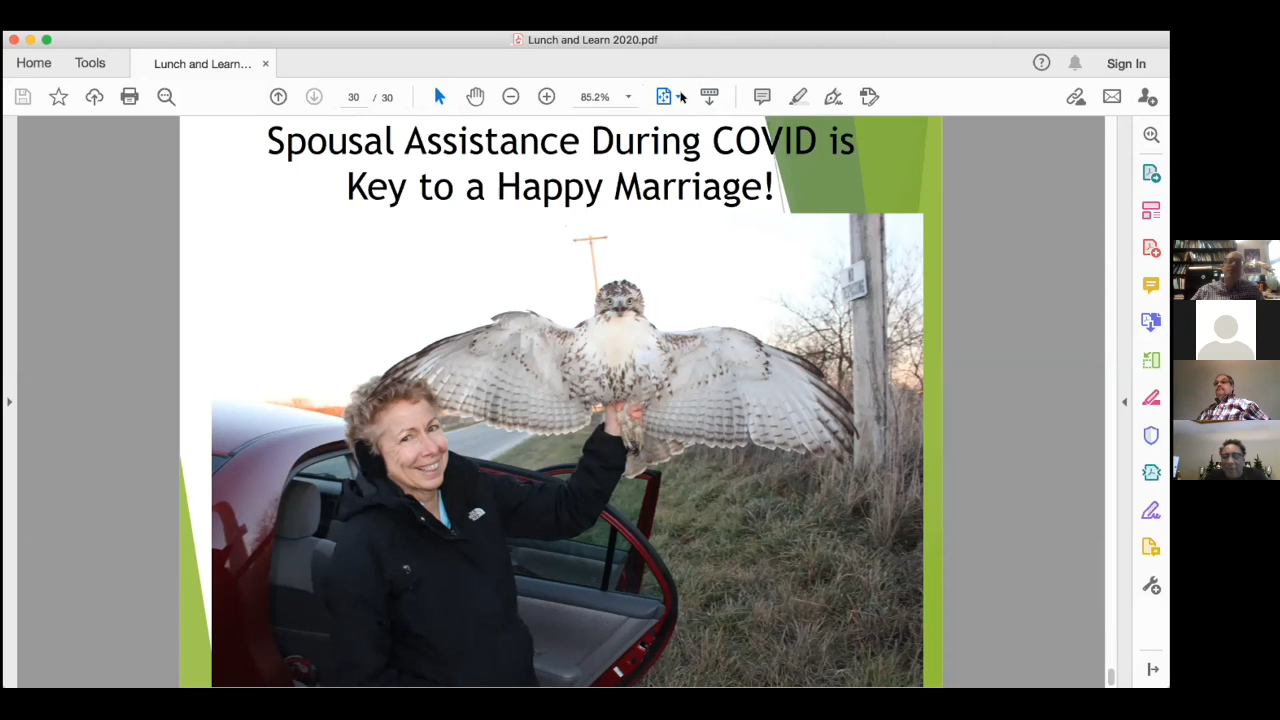 Lunch and Learn 2020.pdf
Home
Tools
Lunch and Learn...
×
Sign In
30 / 30
85.2%
Spousal Assistance During COVID is
Key to a Happy Marriage!